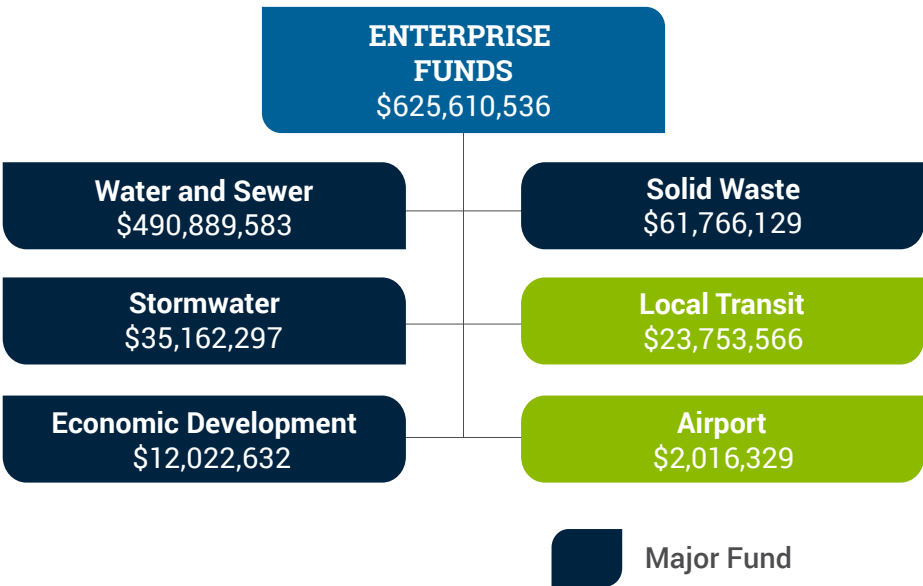 ENTERPRISE
FUNDS
$625,610,536
Water and Sewer
$490,889,583
Solid Waste
$61,766,129
Stormwater
$35,162,297
Local Transit
$23,753,566
Economic Development
$12,022,632
Airport
$2,016,329
Major Fund